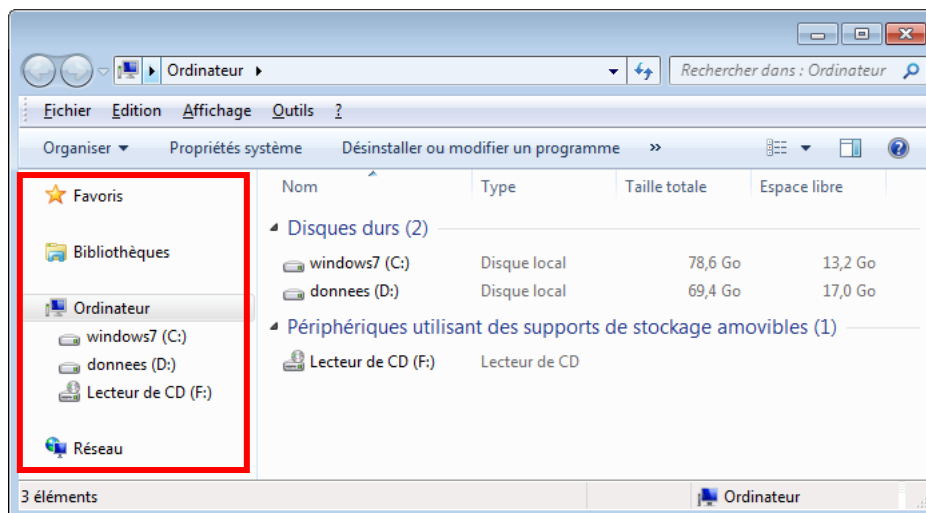 Ordinateur
Rechercher dans : Ordinateur
Fichier Edition Affichage Outils ?
Organiser Propriétés système Désinstaller ou modifier un programme »
Favoris
Bibliothèques
Ordinateur
windows7 (C:)
donnees (D:)
Lecteur de CD (F:)
Réseau
Nom Type Taille totale Espace libre
Disques durs (2)
windows7 (C:) Disque local 78,6 Go 13,2 Go
donnees (D:) Disque local 69,4 Go 17,0 Go
Périphériques utilisant des supports de stockage amovibles (1)
Lecteur de CD (F:) Lecteur de CD
3 éléments
Ordinateur